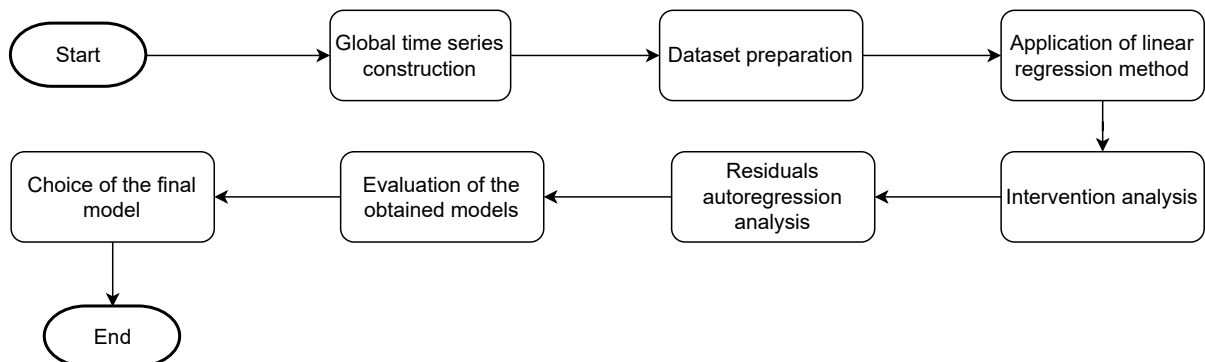 Start
Global time series
construction
Dataset preparation
Application of linear
regression method
Intervention analysis
Residuals
autoregression
analysis
Evaluation of the
obtained models
Choice of the final
model
End